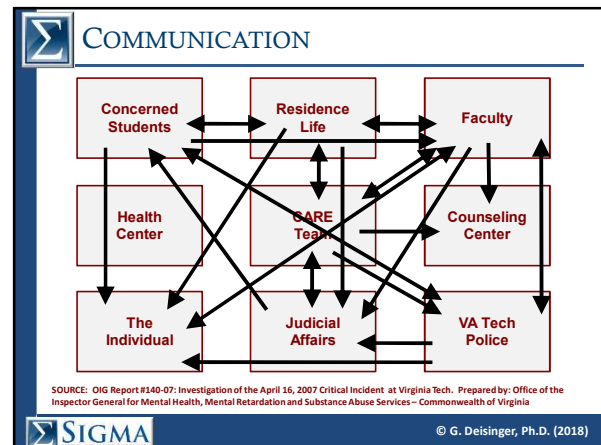 Σ COMMUNICATION
Concerned
Students
Residence
Life
Faculty
Health
Center
CARE
Team
Counseling
Center
The
Individual
Judicial
Affairs
VA Tech
Police
SOURCE: OIG Report #140-07: Investigation of the April 16, 2007 Critical Incident at Virginia Tech. Prepared by: Office of the
Inspector General for Mental Health, Mental Retardation and Substance Abuse Services – Commonwealth of Virginia
Σ SIGMA
© G. Deisinger, Ph.D. (2018)